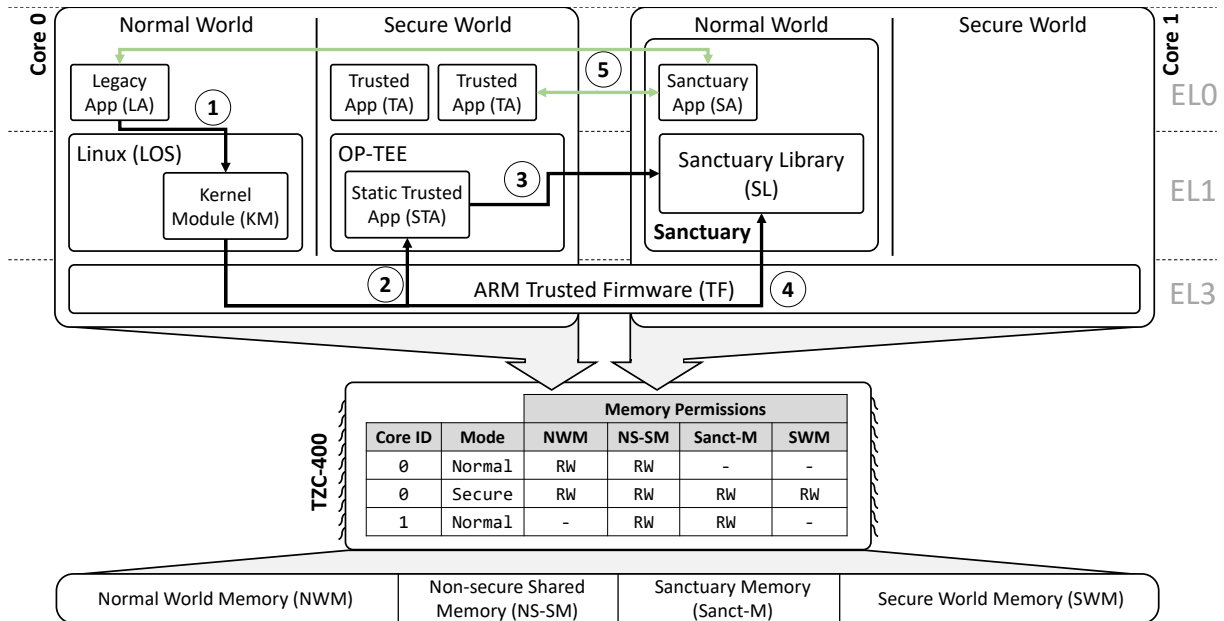 Core 0
Normal World
Secure World
Normal World
Secure World
Core 1
Legacy
App (LA)
1
Trusted
App (TA)
Trusted
App (TA)
5
Sanctuary
App (SA)
EL0
Linux (LOS)
Kernel
Module (KM)
OP-TEE
Static Trusted
App (STA)
3
Sanctuary Library
(SL)
Sanctuary
EL1
2
ARM Trusted Firmware (TF)
4
EL3
TZC-400
Memory Permissions
Core ID Mode NWM NS-SM Sanct-M SWM
0 Normal RW RW - -
0 Secure RW RW RW RW
1 Normal - RW RW -
Normal World Memory (NWM)
Non-secure Shared
Memory (NS-SM)
Sanctuary Memory
(Sanct-M)
Secure World Memory (SWM)